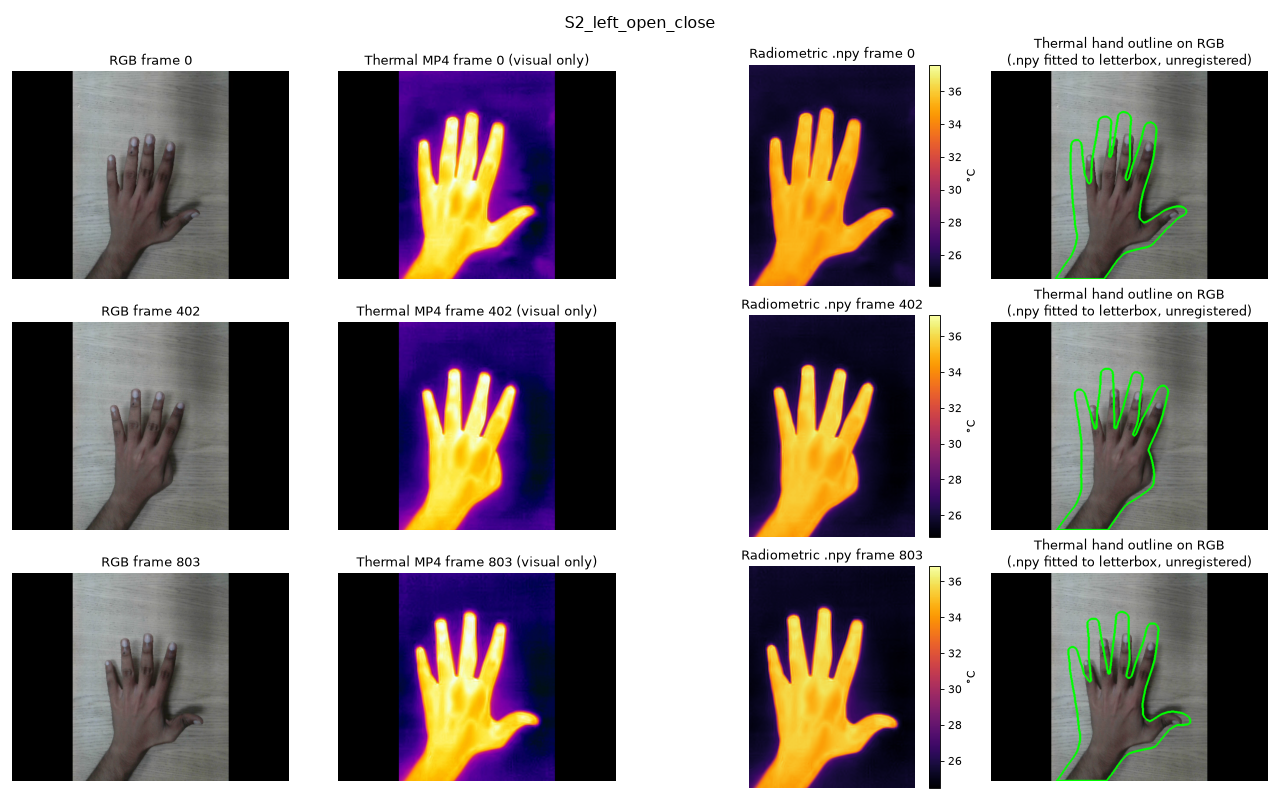 S2_left_open_close
RGB frame 0
Thermal MP4 frame 0 (visual only)
Radiometric .npy frame 0
Thermal hand outline on RGB
(.npy fitted to letterbox, unregistered)
36
34
32
30
28
26
°C
RGB frame 402
Thermal MP4 frame 402 (visual only)
Radiometric .npy frame 402
Thermal hand outline on RGB
(.npy fitted to letterbox, unregistered)
36
34
32
30
28
26
°C
RGB frame 803
Thermal MP4 frame 803 (visual only)
Radiometric .npy frame 803
Thermal hand outline on RGB
(.npy fitted to letterbox, unregistered)
36
34
32
30
28
26
°C